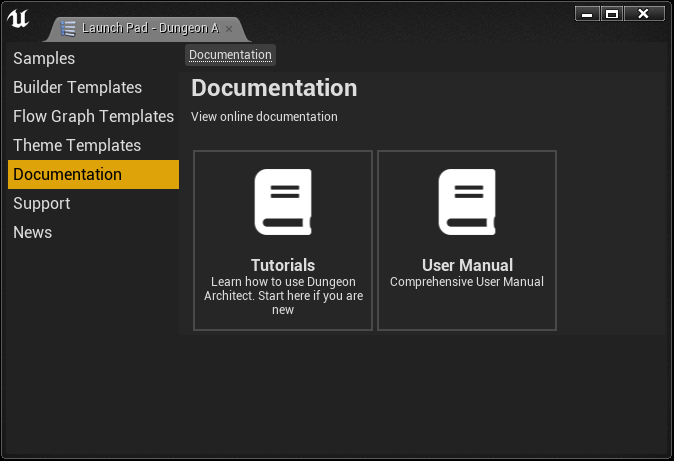 Launch Pad - Dungeon A
Samples
Builder Templates
Flow Graph Templates
Theme Templates
Documentation
Support
News
Documentation
Documentation
View online documentation
Tutorials
Learn how to use Dungeon
Architect. Start here if you are
new
User Manual
Comprehensive User Manual